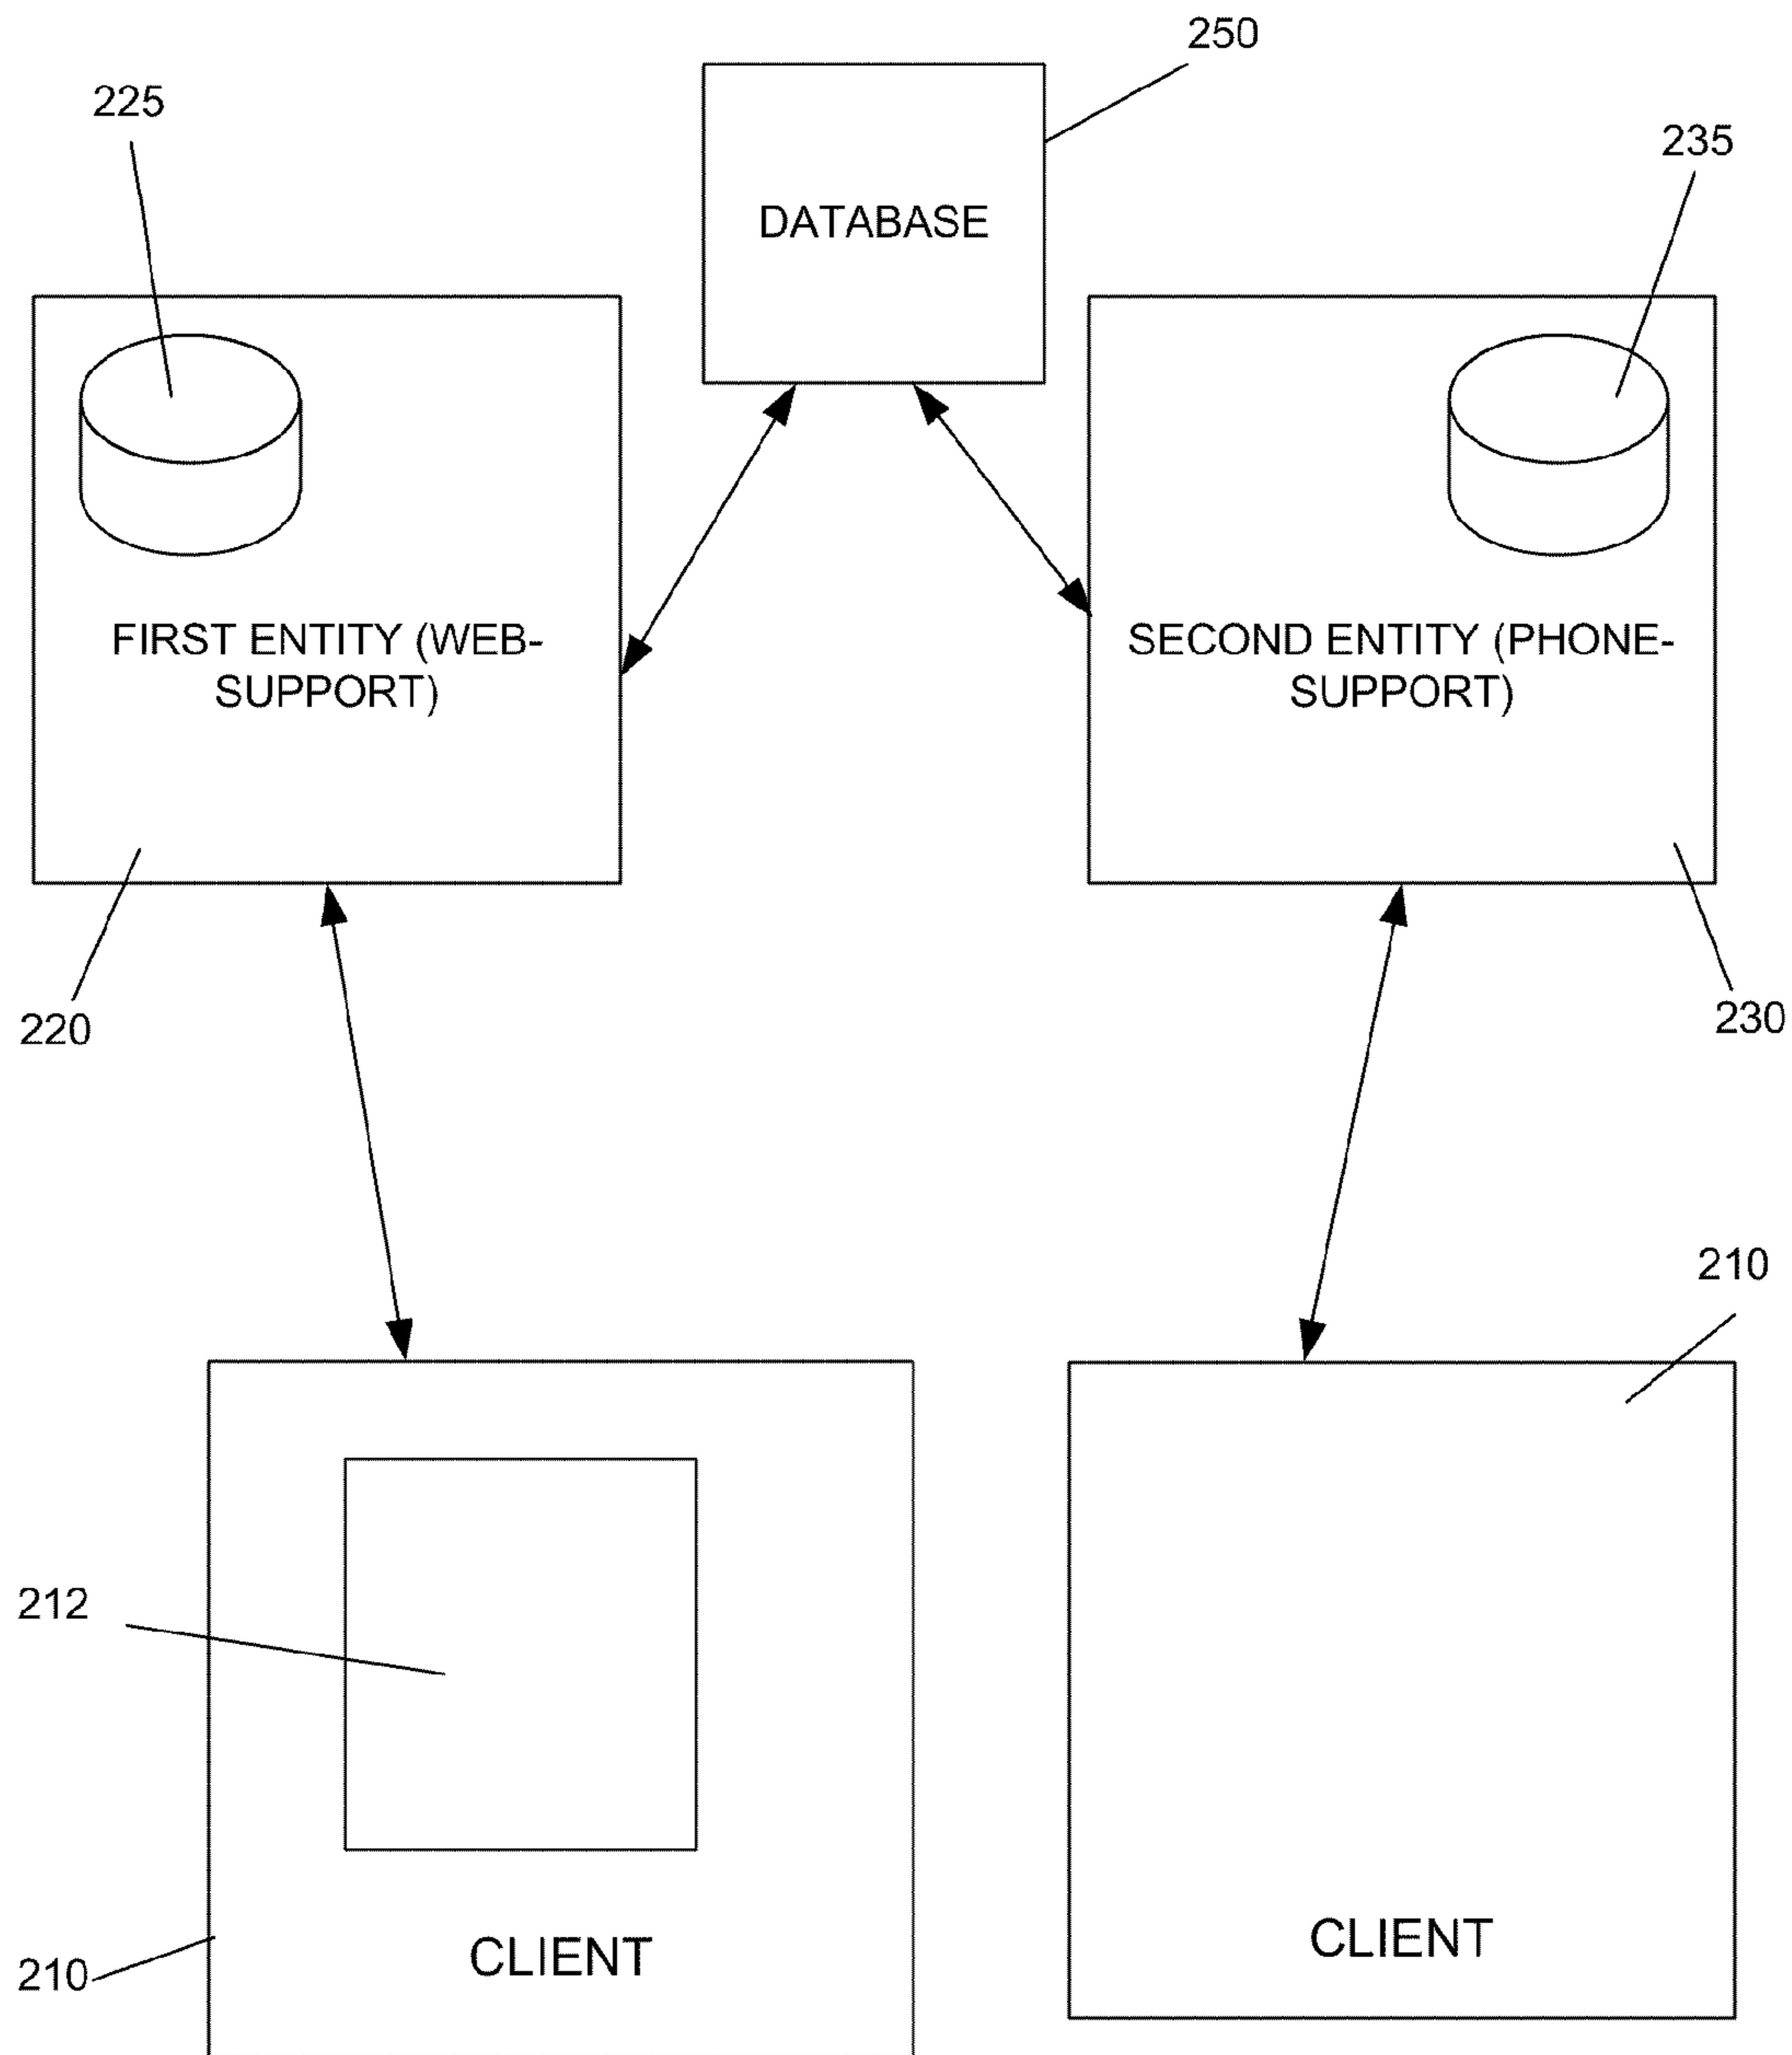 250
225
235
DATABASE
FIRST ENTITY (WEB-
SUPPORT)
SECOND ENTITY (PHONE-
SUPPORT)
220
230
210
212
CLIENT
210
CLIENT